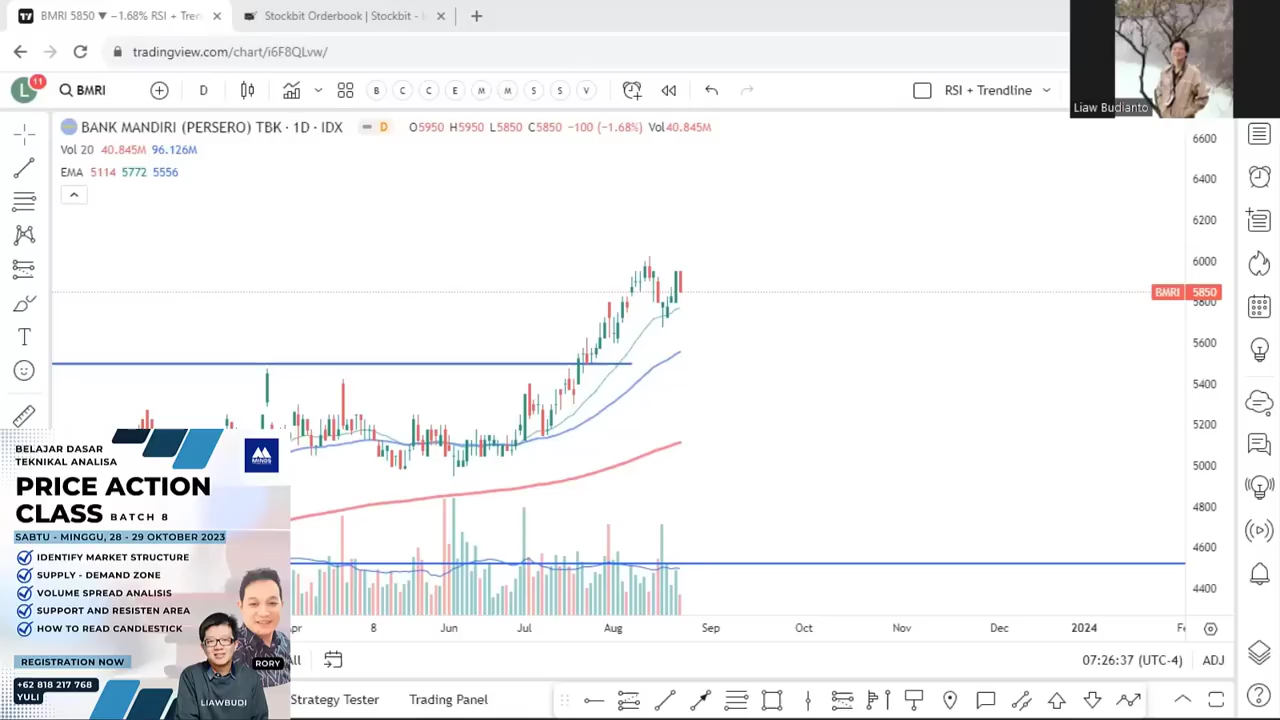 BMRI 5850 ▼ −1.68% RSI + Tren
Stockbit Orderbook | Stockbit -
tradingview.com/chart/i6F8QLvw/
Liaw Budianto
L
11
BMRI
D
B C C E M M S S V
RSI + Trendline
BANK MANDIRI (PERSERO) TBK · 1D · IDX
D
O5950 H5950 L5850 C5850 −100 (−1.68%) Vol40.845M
Vol 20 40.845M 96.126M
EMA 5114 5772 5556
6600
6400
6200
6000
BMRI 5850
5800
5600
5400
5200
5000
4800
4600
4400
8 Jun Jul Aug Sep Oct Nov Dec 2024
07:26:37 (UTC-4) ADJ
Strategy Tester Trading Panel
BELAJAR DASAR
TEKNIKAL ANALISA
MINDS
PRICE ACTION
CLASS BATCH 8
SABTU - MINGGU, 28 - 29 OKTOBER 2023
IDENTIFY MARKET STRUCTURE
SUPPLY - DEMAND ZONE
VOLUME SPREAD ANALISIS
SUPPORT AND RESISTEN AREA
HOW TO READ CANDLESTICK
REGISTRATION NOW
+62 818 217 768
YULI
RORY
LIAWBUDI